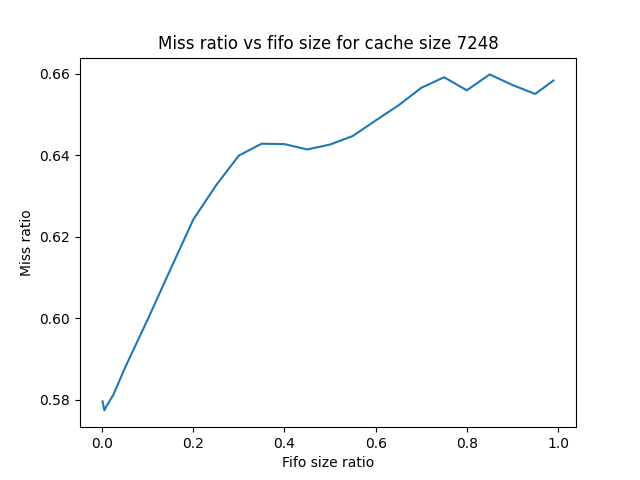 Miss ratio vs fifo size for cache size 7248
0.66
0.64
0.62
0.60
0.58
Miss ratio
0.0 0.2 0.4 0.6 0.8 1.0
Fifo size ratio